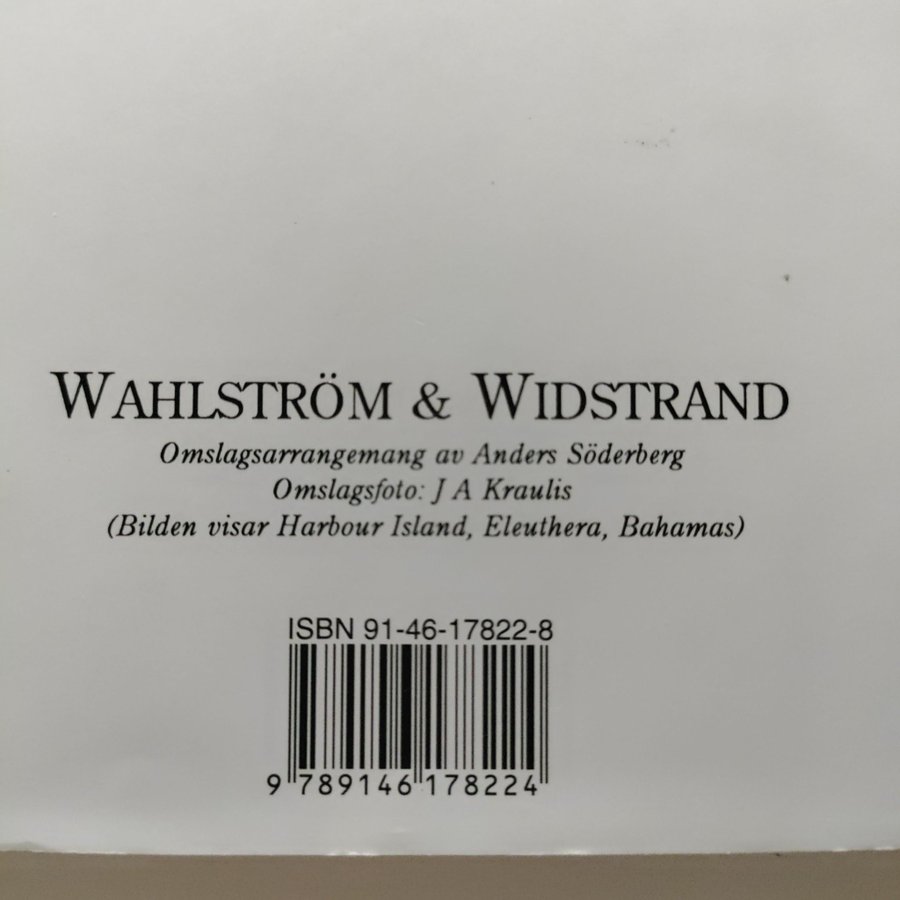 WAHLSTRÖM & WIDSTRAND
Omslagsarrangemang av Anders Söderberg
Omslagsfoto: J A Kraulis
(Bilden visar Harbour Island, Eleuthera, Bahamas)
ISBN 91-46-17822-8
9 789146 178224